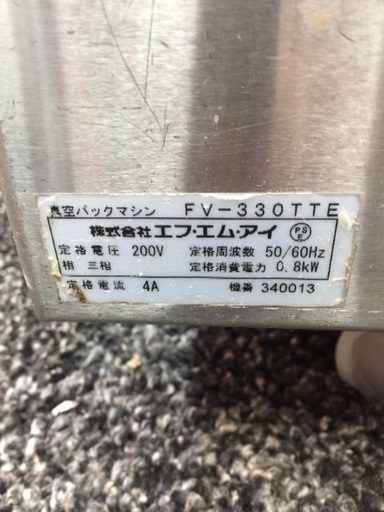 真空パックマシン FV-330TTE
株式会社エフ・エム・アイ PSE
定格電圧 200V 定格周波数 50/60Hz
相 三相 定格消費電力 0.8kW
定格電流 4A 機番 340013